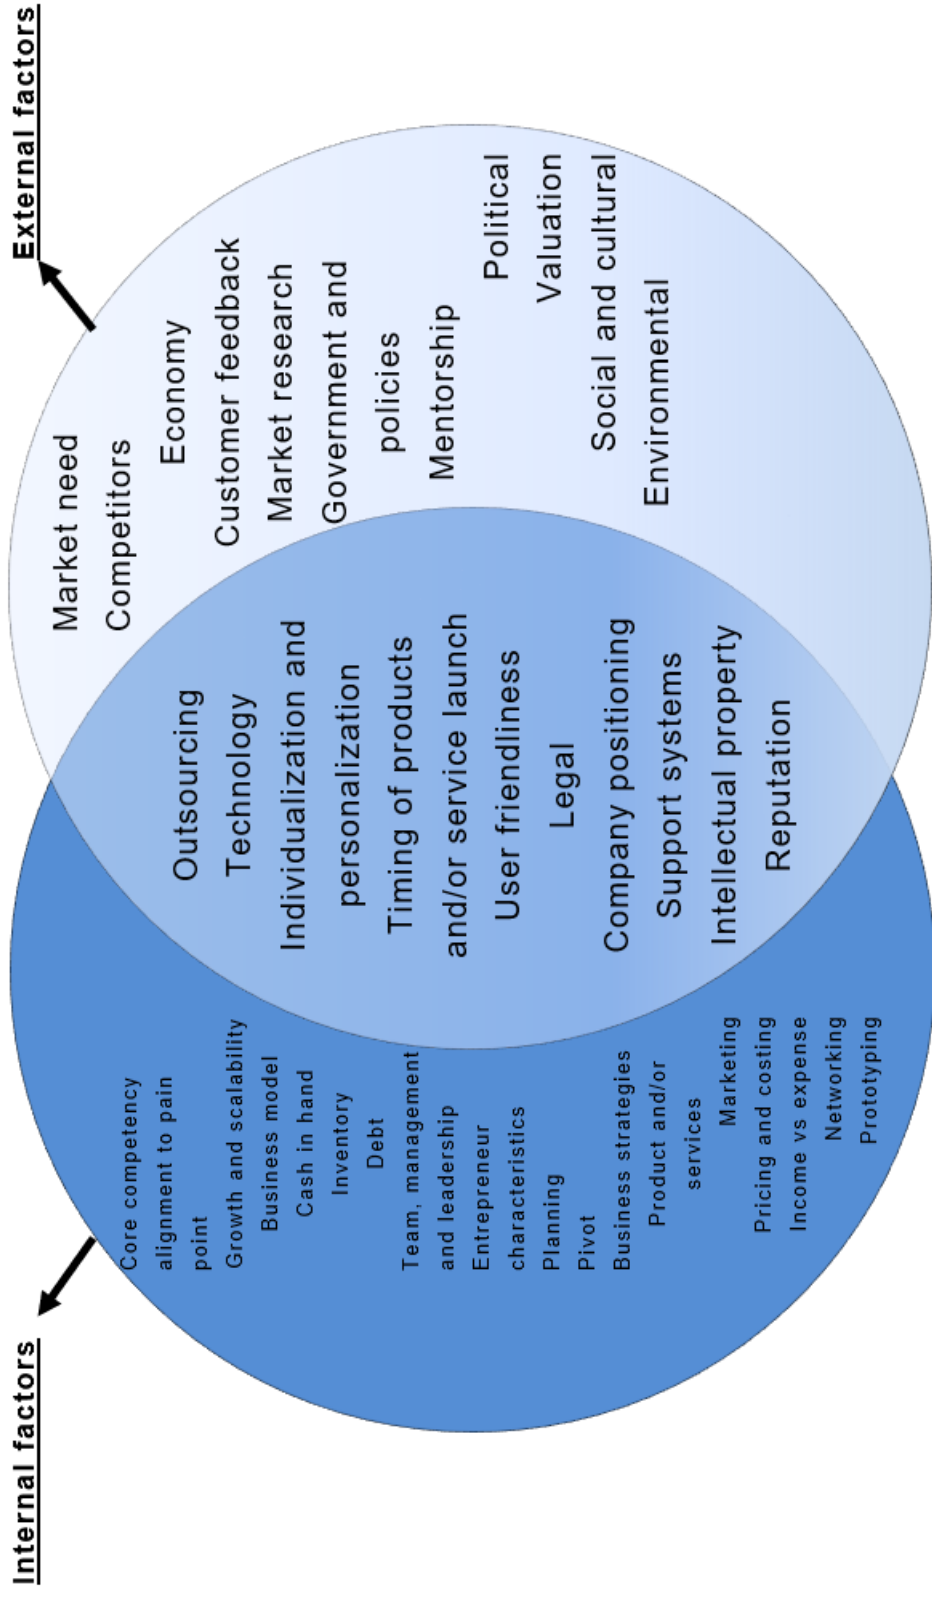 Internal factors
External factors
Core competency
alignment to pain
point
Growth and scalability
Business model
Cash in hand
Inventory
Debt
Team, management
and leadership
Entrepreneur
characteristics
Planning
Pivot
Business strategies
Product and/or
services
Marketing
Pricing and costing
Income vs expense
Networking
Prototyping
Outsourcing
Technology
Individualization and
personalization
Timing of products
and/or service launch
User friendliness
Legal
Company positioning
Support systems
Intellectual property
Reputation
Market need
Competitors
Economy
Customer feedback
Market research
Government and
policies
Mentorship
Political
Valuation
Social and cultural
Environmental